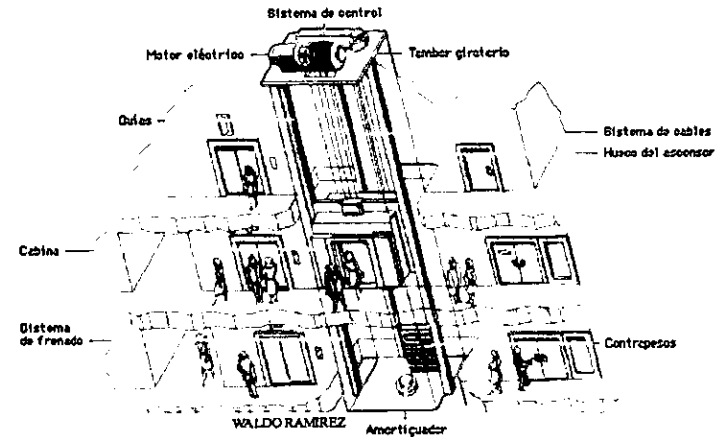 Sistema de control
Motor eléctrico
Tambor giratorio
Guías
Sistema de cables
Hueco del ascensor
Cabina
Sistema
de frenado
Contrapesos
WALDO RAMIREZ
Amortiguador